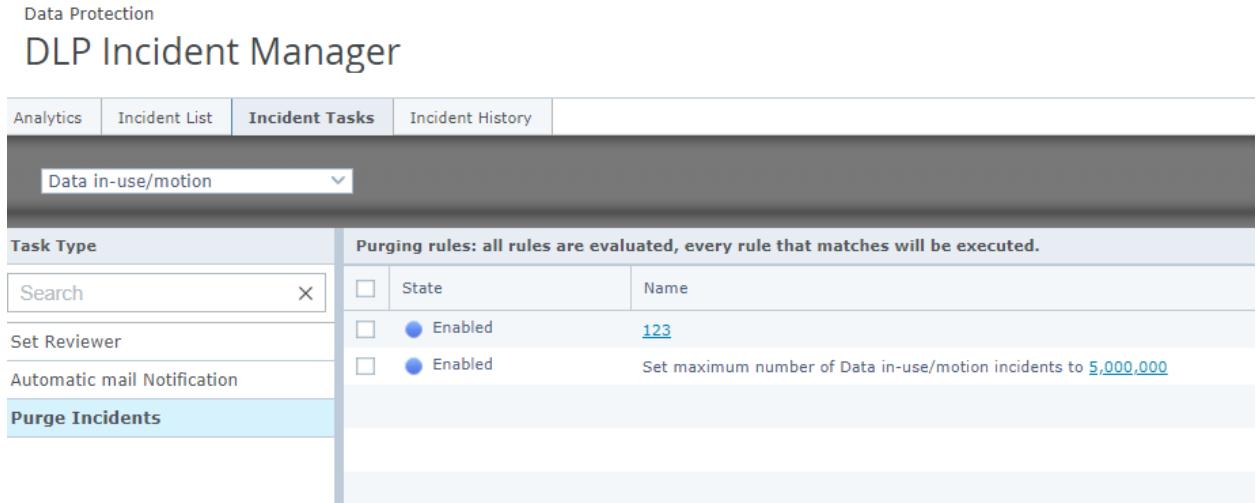 Data Protection
DLP Incident Manager
Analytics Incident List Incident Tasks Incident History
Data in-use/motion
Task Type
Search
Set Reviewer
Automatic mail Notification
Purge Incidents
Purging rules: all rules are evaluated, every rule that matches will be executed.
State Name
Enabled 123
Enabled Set maximum number of Data in-use/motion incidents to 5,000,000